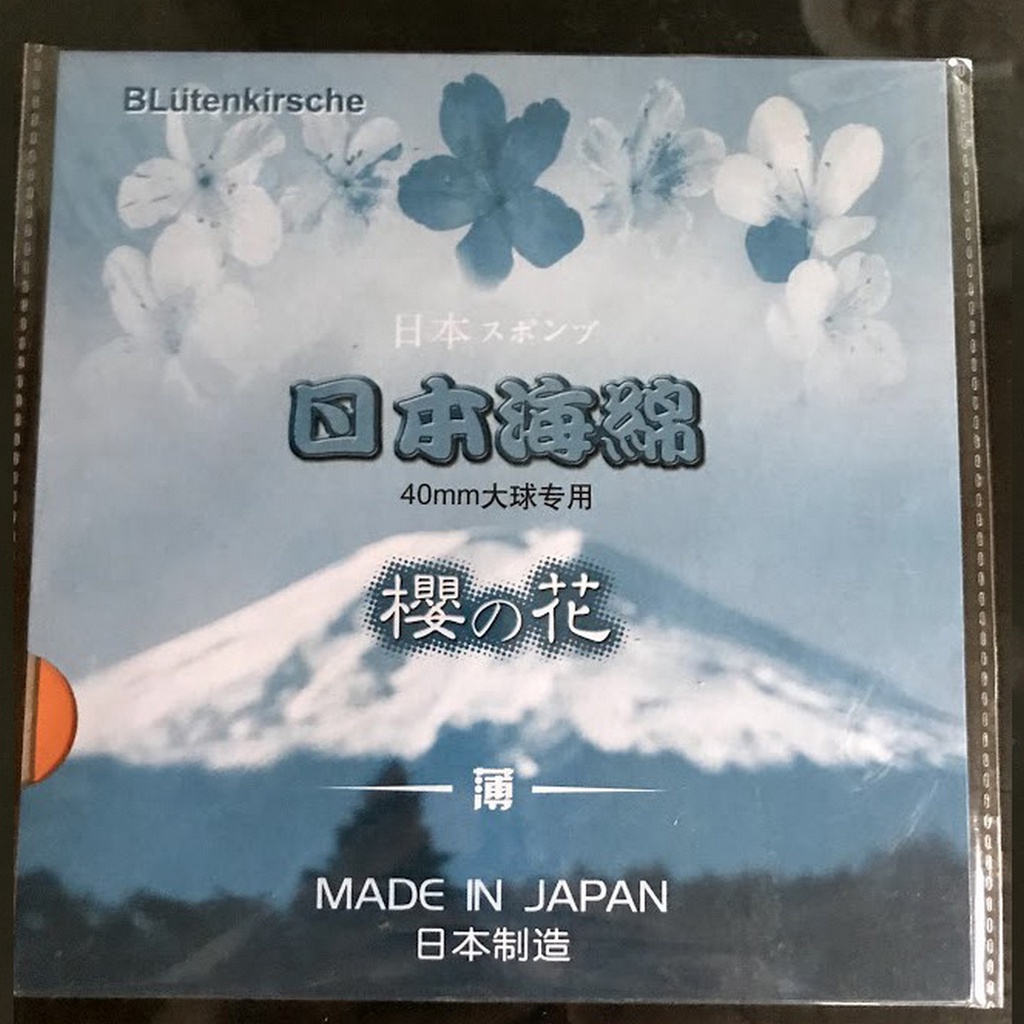 BLütenkirsche
日本スポンヅ
日本海綿
40mm大球专用
櫻の花
薄
MADE IN JAPAN
日本制造